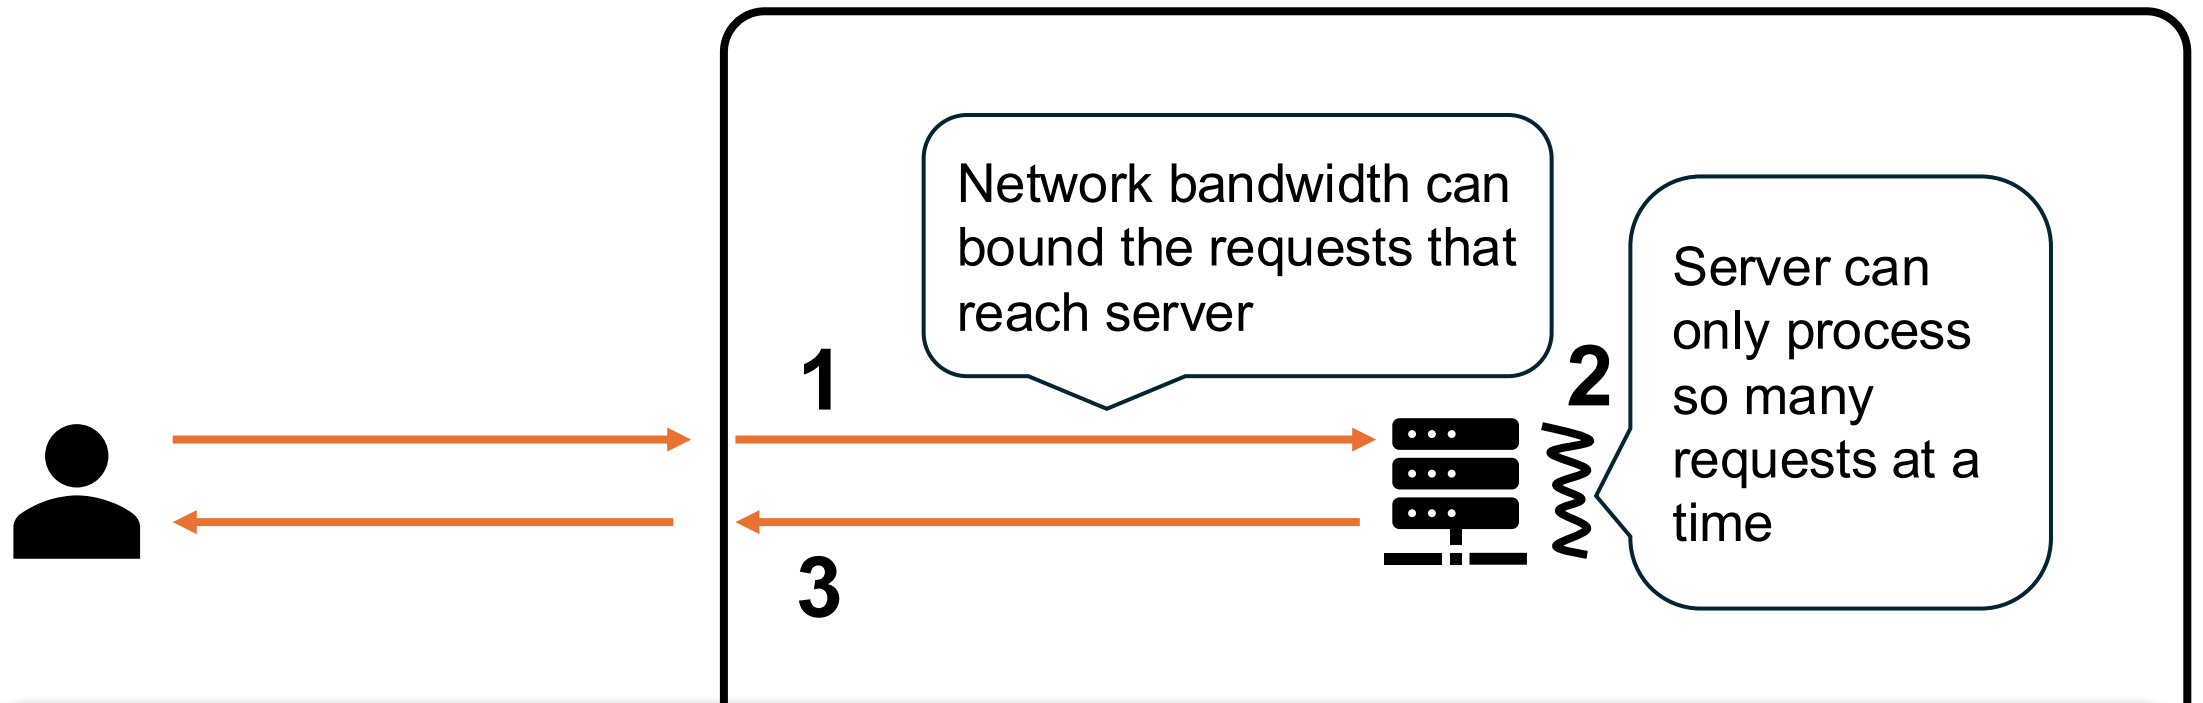 Network bandwidth can
bound the requests that
reach server
1
2
Server can
only process
so many
requests at a
time
3